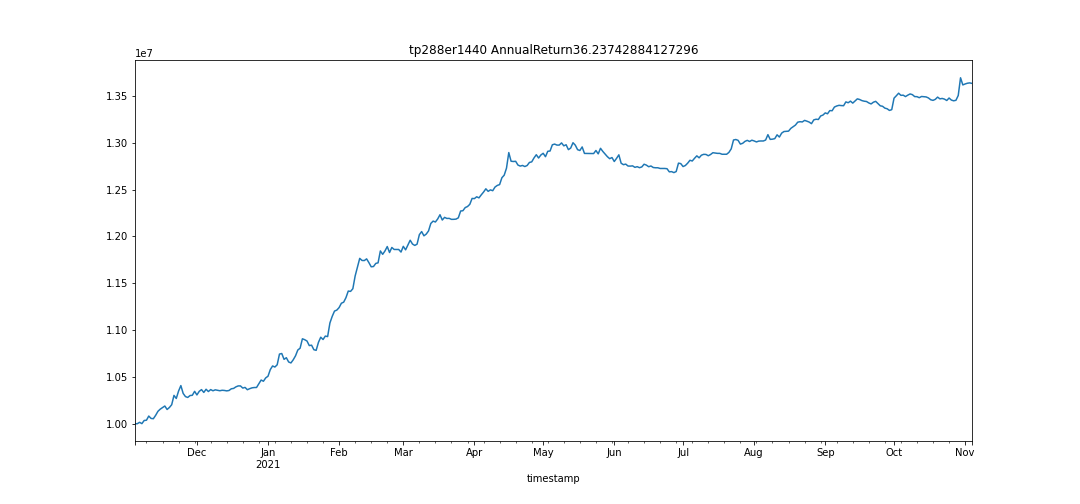 tp288er1440 AnnualReturn36.23742884127296
1e7
1.35
1.30
1.25
1.20
1.15
1.10
1.05
1.00
Dec Jan Feb Mar Apr May Jun Jul Aug Sep Oct Nov
2021
timestamp